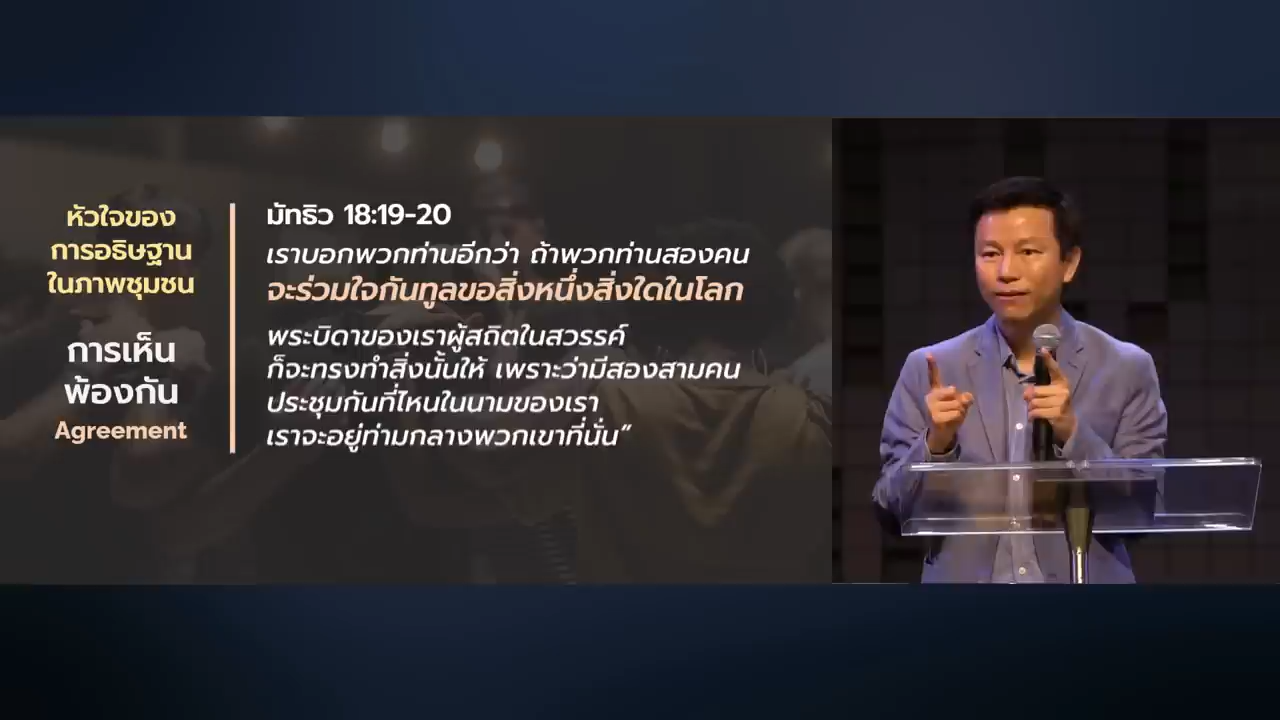 หัวใจของ
การอธิษฐาน
ในภาพชุมชน
การเห็น
พ้องกัน
Agreement
มัทธิว 18:19-20
เราบอกพวกท่านอีกว่า ถ้าพวกท่านสองคน
จะร่วมใจกันทูลขอสิ่งหนึ่งสิ่งใดในโลก
พระบิดาของเราผู้สถิตในสวรรค์
ก็จะทรงทำสิ่งนั้นให้ เพราะว่ามีสองสามคน
ประชุมกันที่ไหนในนามของเรา
เราจะอยู่ท่ามกลางพวกเขาที่นั่น”